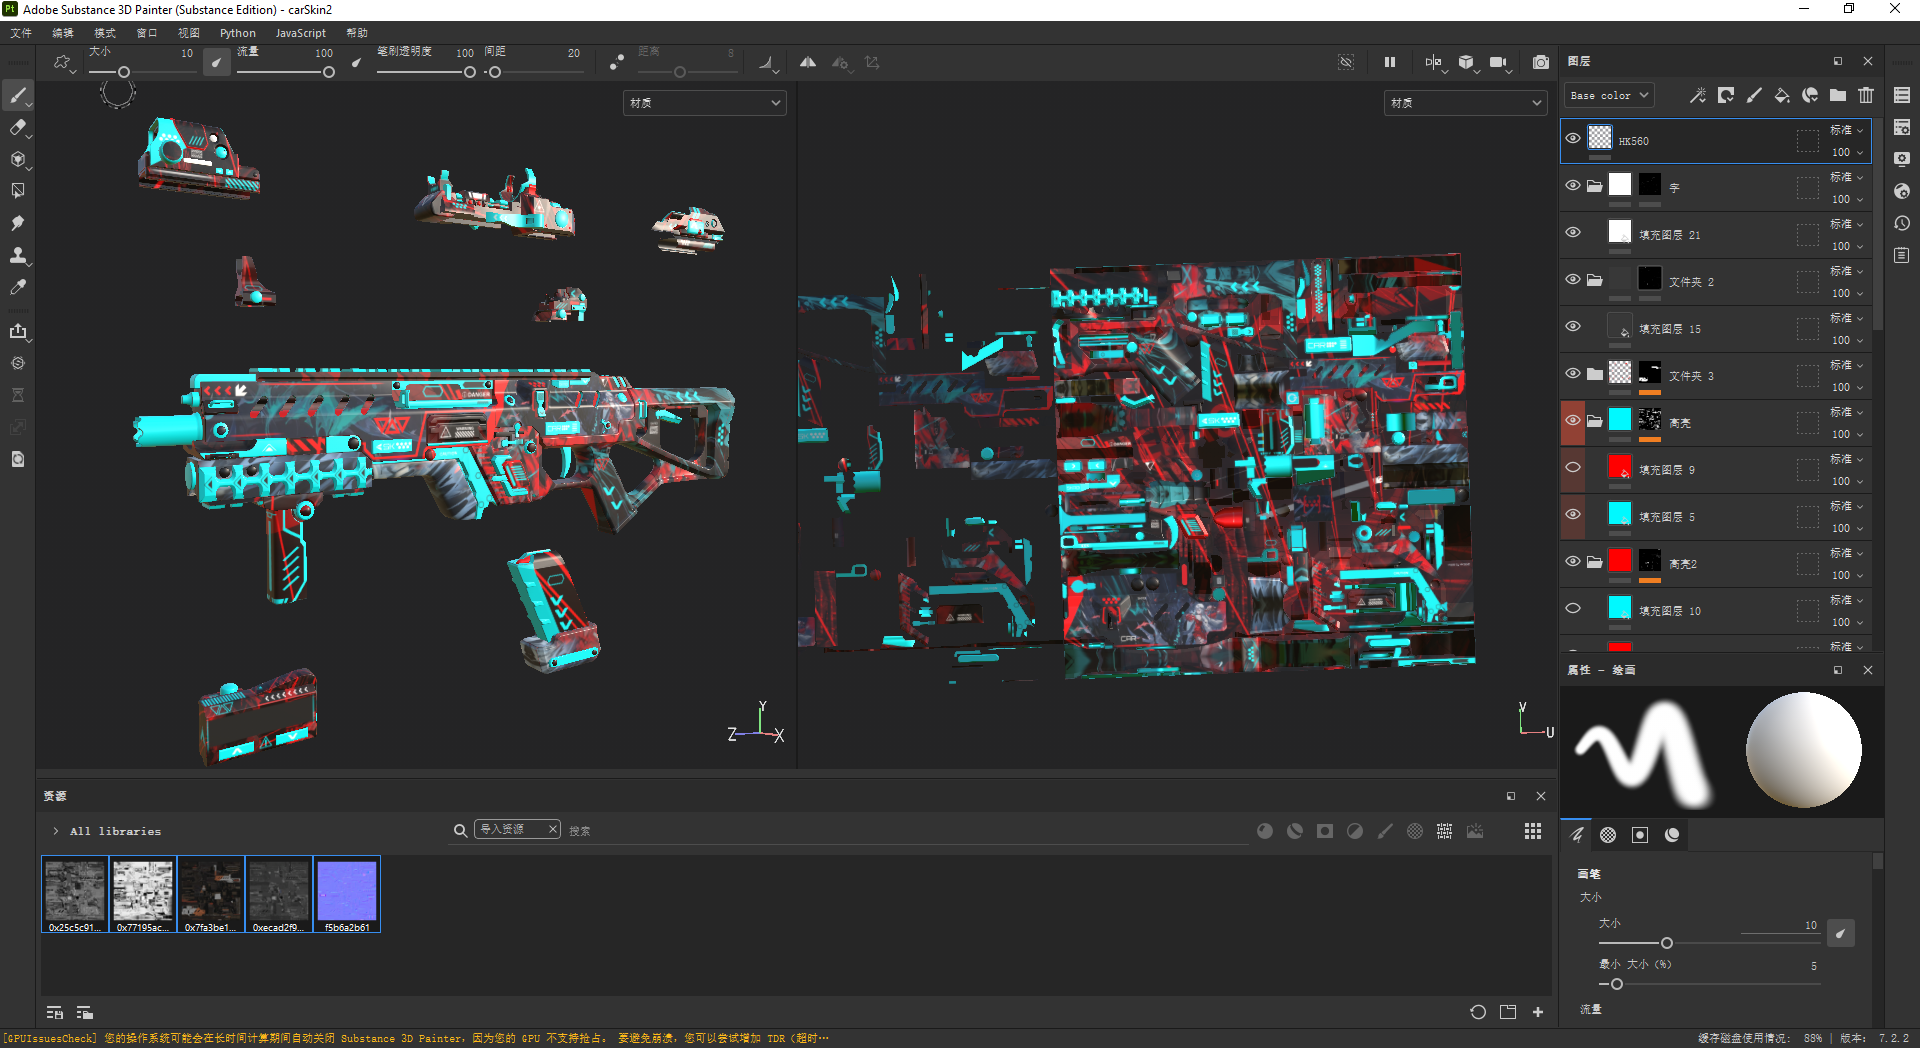 Adobe Substance 3D Painter (Substance Edition) - carSkin2
文件 编辑 模式 窗口 视图 Python JavaScript 帮助
大小 10 流量 100 笔刷透明度 100 间距 20 距离 8
材质
材质
DANGER
CAR
CAR
Y
Z X
V
U
图层
Base color
HK560 标准 100
字 标准 100
填充图层 21 标准 100
文件夹 2 标准 100
填充图层 15 标准 100
文件夹 3 标准 100
高亮 标准 100
填充图层 9 标准 100
填充图层 5 标准 100
高亮2 标准 100
填充图层 10 标准 100
标准
属性 - 绘画
画笔
大小
大小 10
最小 大小 (%) 5
流量
资源
All libraries
导入资源 搜索
0x25c5c91... 0x77195ac... 0x7fa3be1... 0xecad2f9... f5b6a2b61
[GPUIssuesCheck] 您的操作系统可能会在长时间计算期间自动关闭 Substance 3D Painter，因为您的 GPU 不支持抢占。 要避免崩溃，您可以尝试增加 TDR（超时…
缓存磁盘使用情况: 88% | 版本: 7.2.2